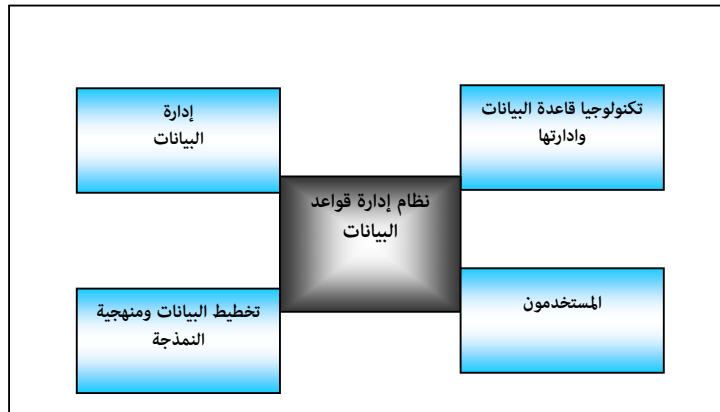 تكنولوجيا قاعدة البيانات
وادارتها
إدارة
البيانات
نظام إدارة قواعد
البيانات
المستخدمون
تخطيط البيانات ومنهجية
النمذجة